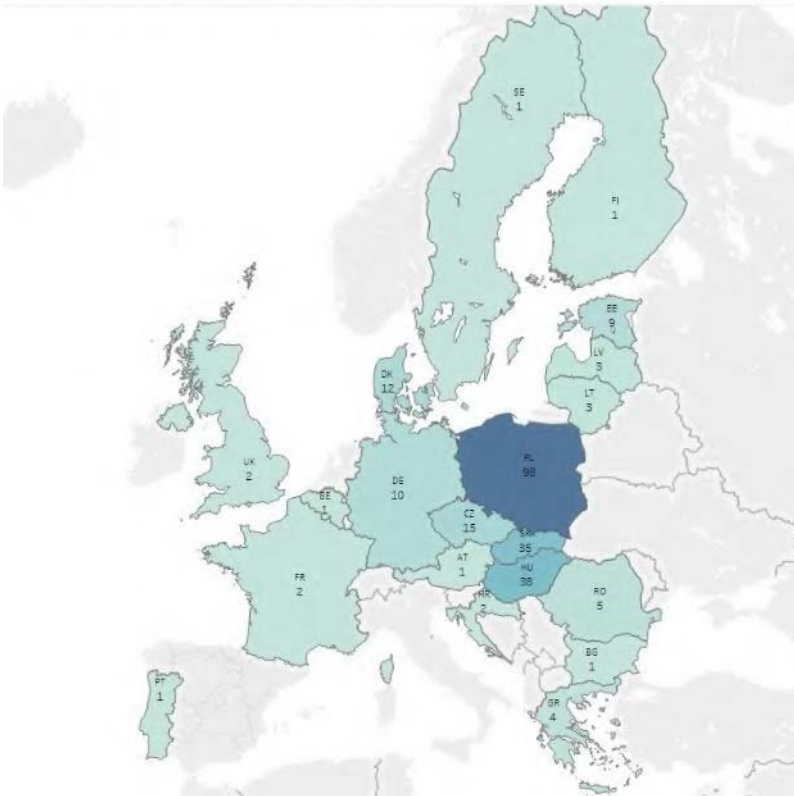 SE
1
FI
1
EE
9
LV
3
LT
3
DK
12
PL
98
UK
2
BE
1
DE
10
CZ
15
35
AT
1
HU
38
FR
2
HR
2
RO
5
BG
1
PT
1
GR
4